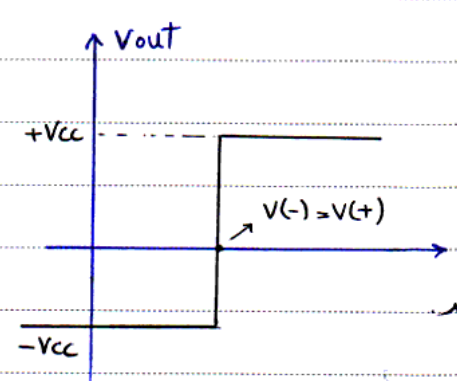 Vout
+Vcc
V(-) = V(+)
-Vcc